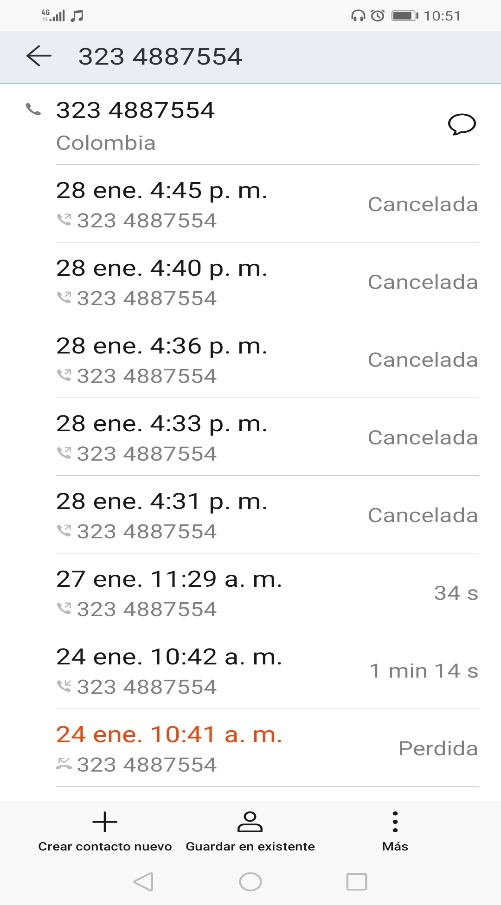 4G 10:51
323 4887554
323 4887554
Colombia
28 ene. 4:45 p. m.
323 4887554
Cancelada
28 ene. 4:40 p. m.
323 4887554
Cancelada
28 ene. 4:36 p. m.
323 4887554
Cancelada
28 ene. 4:33 p. m.
323 4887554
Cancelada
28 ene. 4:31 p. m.
323 4887554
Cancelada
27 ene. 11:29 a. m.
323 4887554
34 s
24 ene. 10:42 a. m.
323 4887554
1 min 14 s
24 ene. 10:41 a. m.
323 4887554
Perdida
Crear contacto nuevo Guardar en existente Más